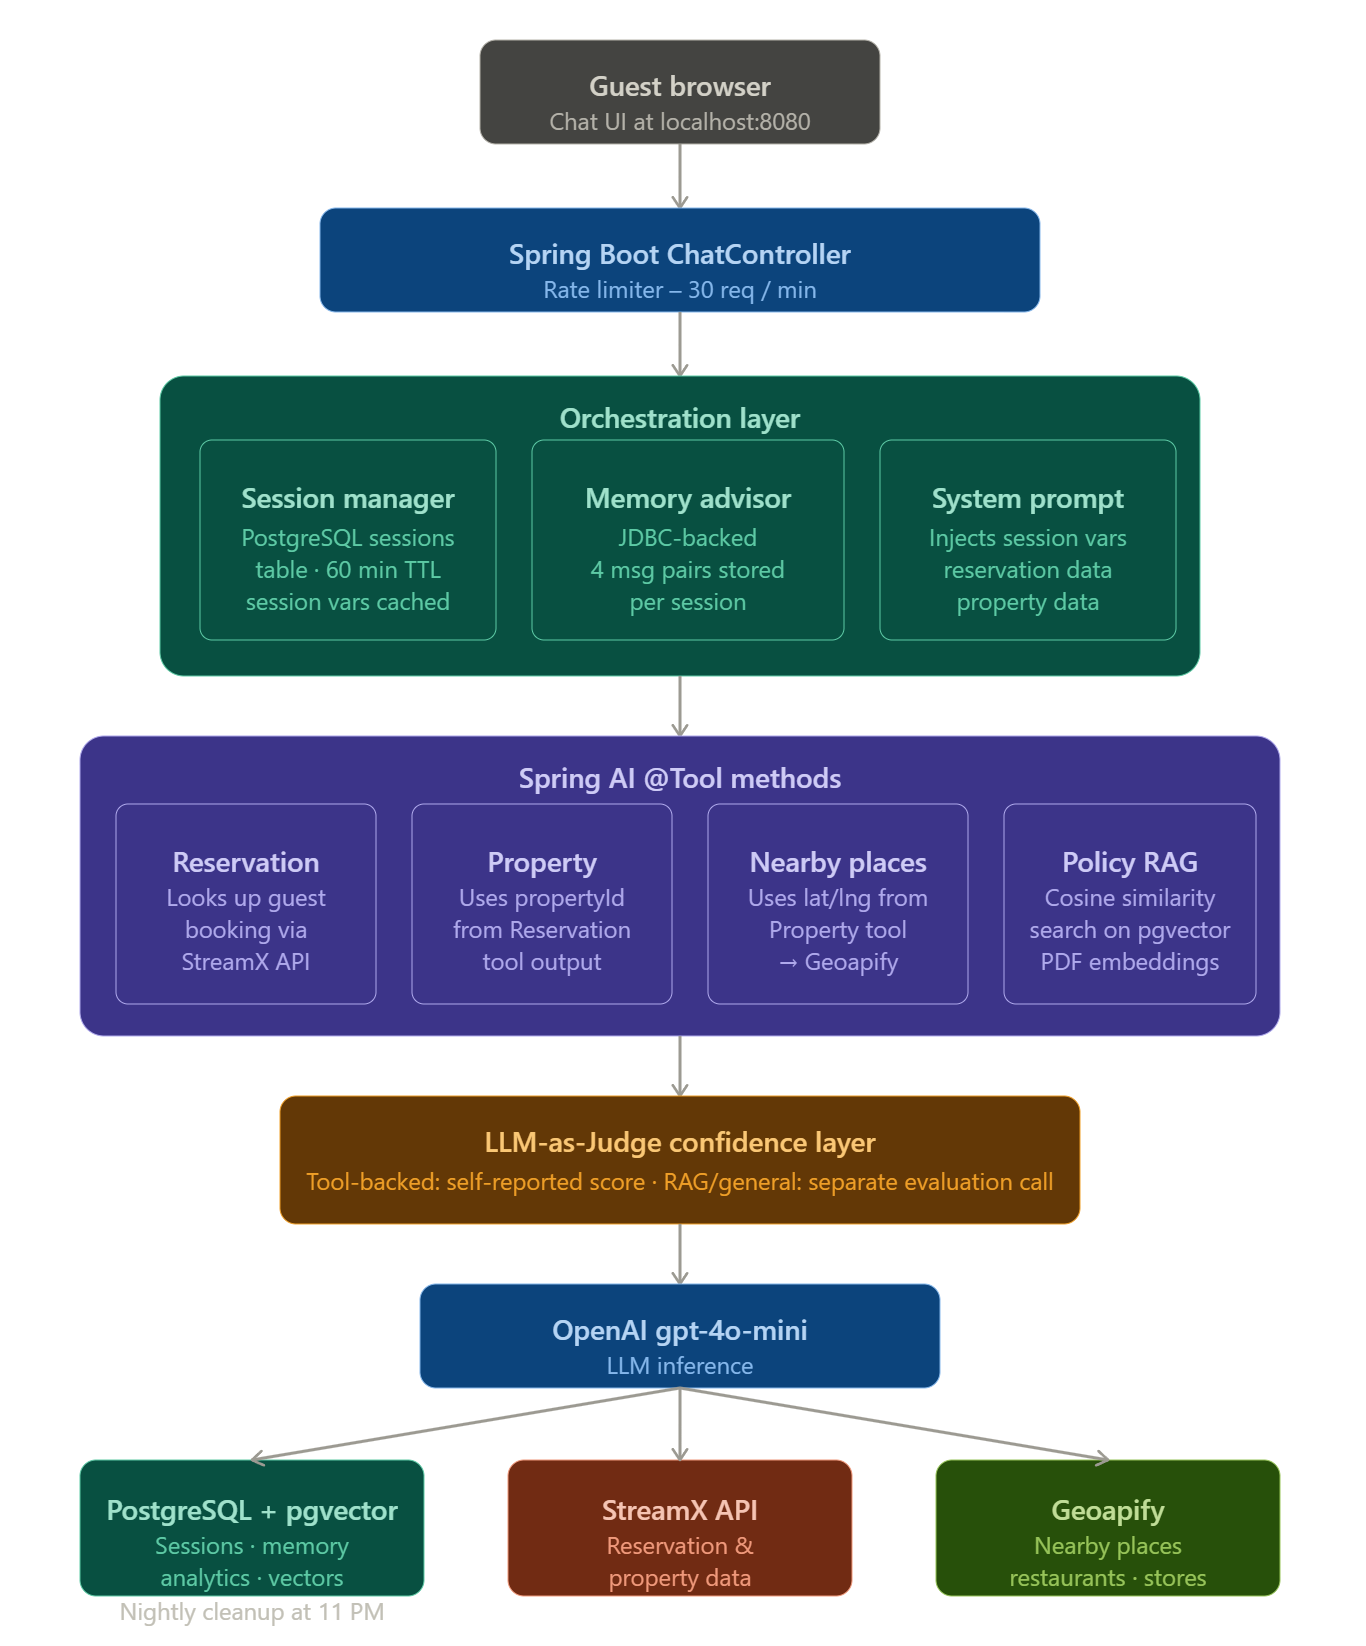 Guest browser
Chat UI at localhost:8080
Spring Boot ChatController
Rate limiter – 30 req / min
Orchestration layer
Session manager
PostgreSQL sessions
table · 60 min TTL
session vars cached
Memory advisor
JDBC-backed
4 msg pairs stored
per session
System prompt
Injects session vars
reservation data
property data
Spring AI @Tool methods
Reservation
Looks up guest
booking via
StreamX API
Property
Uses propertyId
from Reservation
tool output
Nearby places
Uses lat/lng from
Property tool
→ Geoapify
Policy RAG
Cosine similarity
search on pgvector
PDF embeddings
LLM-as-Judge confidence layer
Tool-backed: self-reported score · RAG/general: separate evaluation call
OpenAI gpt-4o-mini
LLM inference
PostgreSQL + pgvector
Sessions · memory
analytics · vectors
Nightly cleanup at 11 PM
StreamX API
Reservation &
property data
Geoapify
Nearby places
restaurants · stores